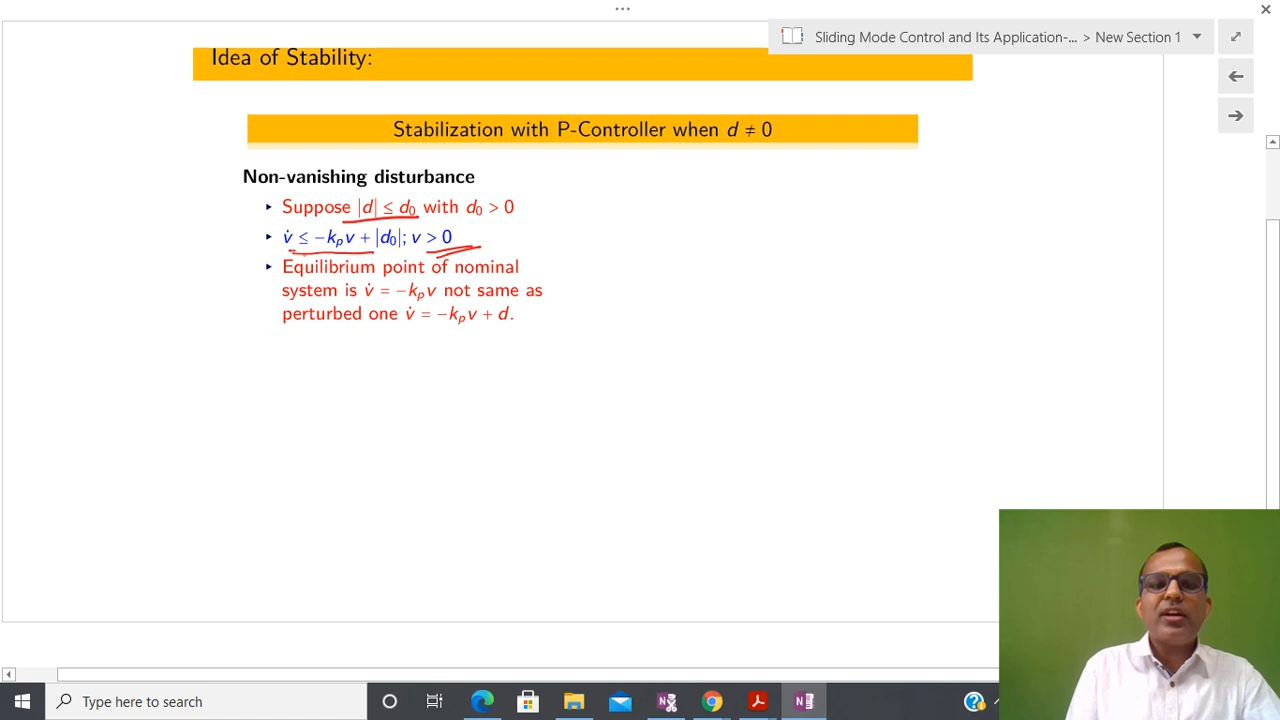 ...
Sliding Mode Control and Its Application-... > New Section 1
Idea of Stability:
Stabilization with P-Controller when d ≠ 0
Non-vanishing disturbance
▸ Suppose |d| ≤ d₀ with d₀ > 0
▸ v̇ ≤ −kₚv + |d₀|; v > 0
▸ Equilibrium point of nominal
system is v̇ = −kₚv not same as
perturbed one v̇ = −kₚv + d.
Type here to search